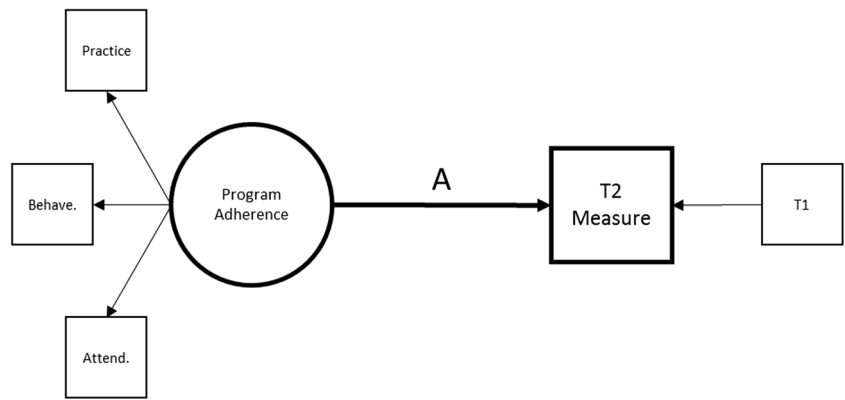 Practice
Behave.
Attend.
Program
Adherence
A
T2
Measure
T1